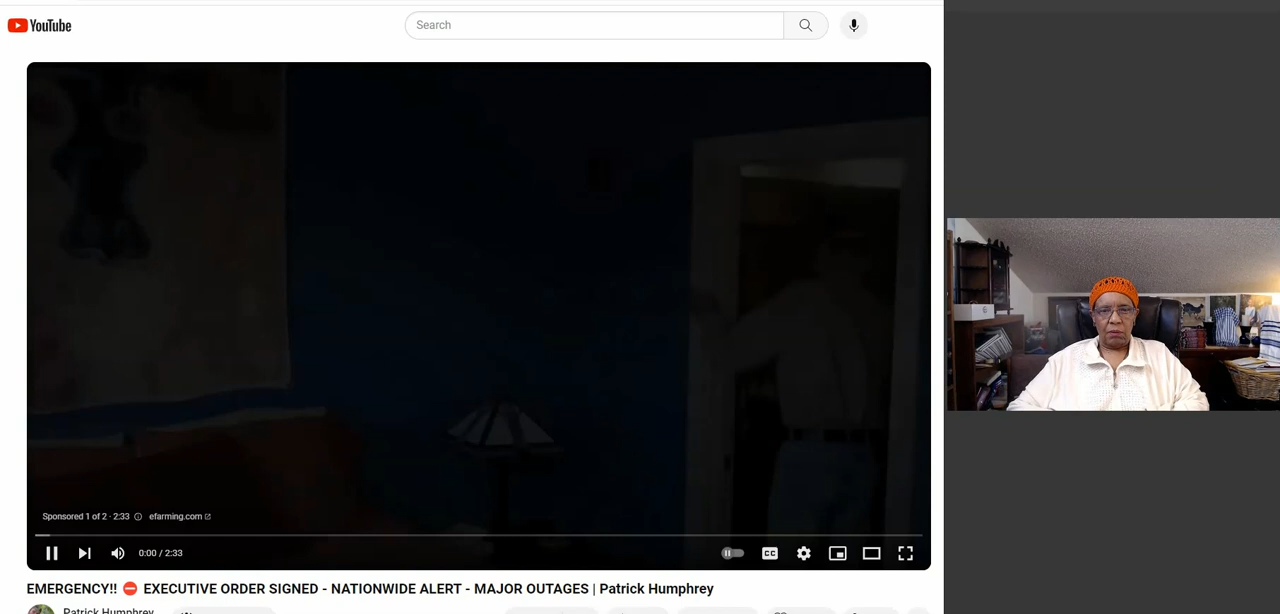 YouTube
Search
Sponsored 1 of 2 · 2:33 efarming.com
0:00 / 2:33
CC
EMERGENCY!! ⛔ EXECUTIVE ORDER SIGNED - NATIONWIDE ALERT - MAJOR OUTAGES | Patrick Humphrey
Patrick Humphrey